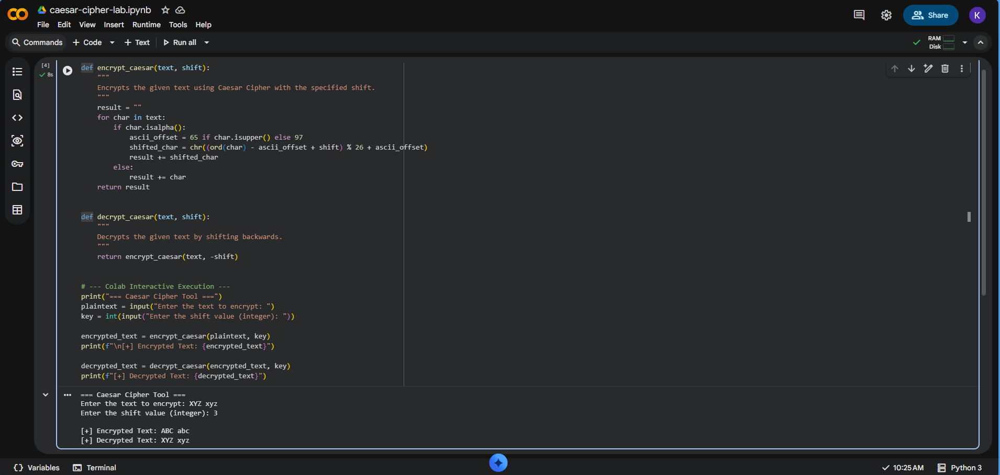 caesar-cipher-lab.ipynb
File Edit View Insert Runtime Tools Help
Share
K
Commands + Code + Text Run all
RAM
Disk
[4]
8s
def encrypt_caesar(text, shift):
    """
    Encrypts the given text using Caesar Cipher with the specified shift.
    """
    result = ""
    for char in text:
        if char.isalpha():
            ascii_offset = 65 if char.isupper() else 97
            shifted_char = chr((ord(char) - ascii_offset + shift) % 26 + ascii_offset)
            result += shifted_char
        else:
            result += char
    return result
def decrypt_caesar(text, shift):
    """
    Decrypts the given text by shifting backwards.
    """
    return encrypt_caesar(text, -shift)
# --- Colab Interactive Execution ---
print("=== Caesar Cipher Tool ===")
plaintext = input("Enter the text to encrypt: ")
key = int(input("Enter the shift value (integer): "))
encrypted_text = encrypt_caesar(plaintext, key)
print(f"\n[+] Encrypted Text: {encrypted_text}")
decrypted_text = decrypt_caesar(encrypted_text, key)
print(f"[+] Decrypted Text: {decrypted_text}")
=== Caesar Cipher Tool ===
Enter the text to encrypt: XYZ xyz
Enter the shift value (integer): 3
[+] Encrypted Text: ABC abc
[+] Decrypted Text: XYZ xyz
{} Variables Terminal
10:25 AM Python 3